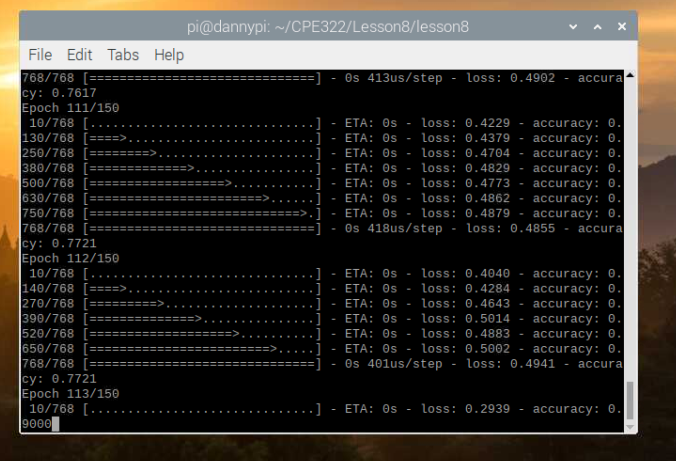 pi@dannypi: ~/CPE322/Lesson8/lesson8
File Edit Tabs Help
768/768 [==============================] - 0s 413us/step - loss: 0.4902 - accura
cy: 0.7617
Epoch 111/150
 10/768 [..............................] - ETA: 0s - loss: 0.4229 - accuracy: 0.
130/768 [====>.........................] - ETA: 0s - loss: 0.4379 - accuracy: 0.
250/768 [========>.....................] - ETA: 0s - loss: 0.4704 - accuracy: 0.
380/768 [=============>................] - ETA: 0s - loss: 0.4829 - accuracy: 0.
500/768 [==================>...........] - ETA: 0s - loss: 0.4773 - accuracy: 0.
630/768 [=======================>......] - ETA: 0s - loss: 0.4862 - accuracy: 0.
750/768 [============================>.] - ETA: 0s - loss: 0.4879 - accuracy: 0.
768/768 [==============================] - 0s 418us/step - loss: 0.4855 - accura
cy: 0.7721
Epoch 112/150
 10/768 [..............................] - ETA: 0s - loss: 0.4040 - accuracy: 0.
140/768 [====>.........................] - ETA: 0s - loss: 0.4284 - accuracy: 0.
270/768 [=========>....................] - ETA: 0s - loss: 0.4643 - accuracy: 0.
390/768 [==============>...............] - ETA: 0s - loss: 0.5014 - accuracy: 0.
520/768 [===================>..........] - ETA: 0s - loss: 0.4883 - accuracy: 0.
650/768 [========================>.....] - ETA: 0s - loss: 0.5002 - accuracy: 0.
768/768 [==============================] - 0s 401us/step - loss: 0.4941 - accura
cy: 0.7721
Epoch 113/150
 10/768 [..............................] - ETA: 0s - loss: 0.2939 - accuracy: 0.
9000